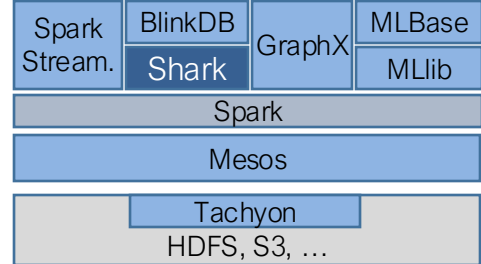 Spark
Stream.
BlinkDB
Shark
GraphX
MLBase
MLlib
Spark
Mesos
Tachyon
HDFS, S3, …